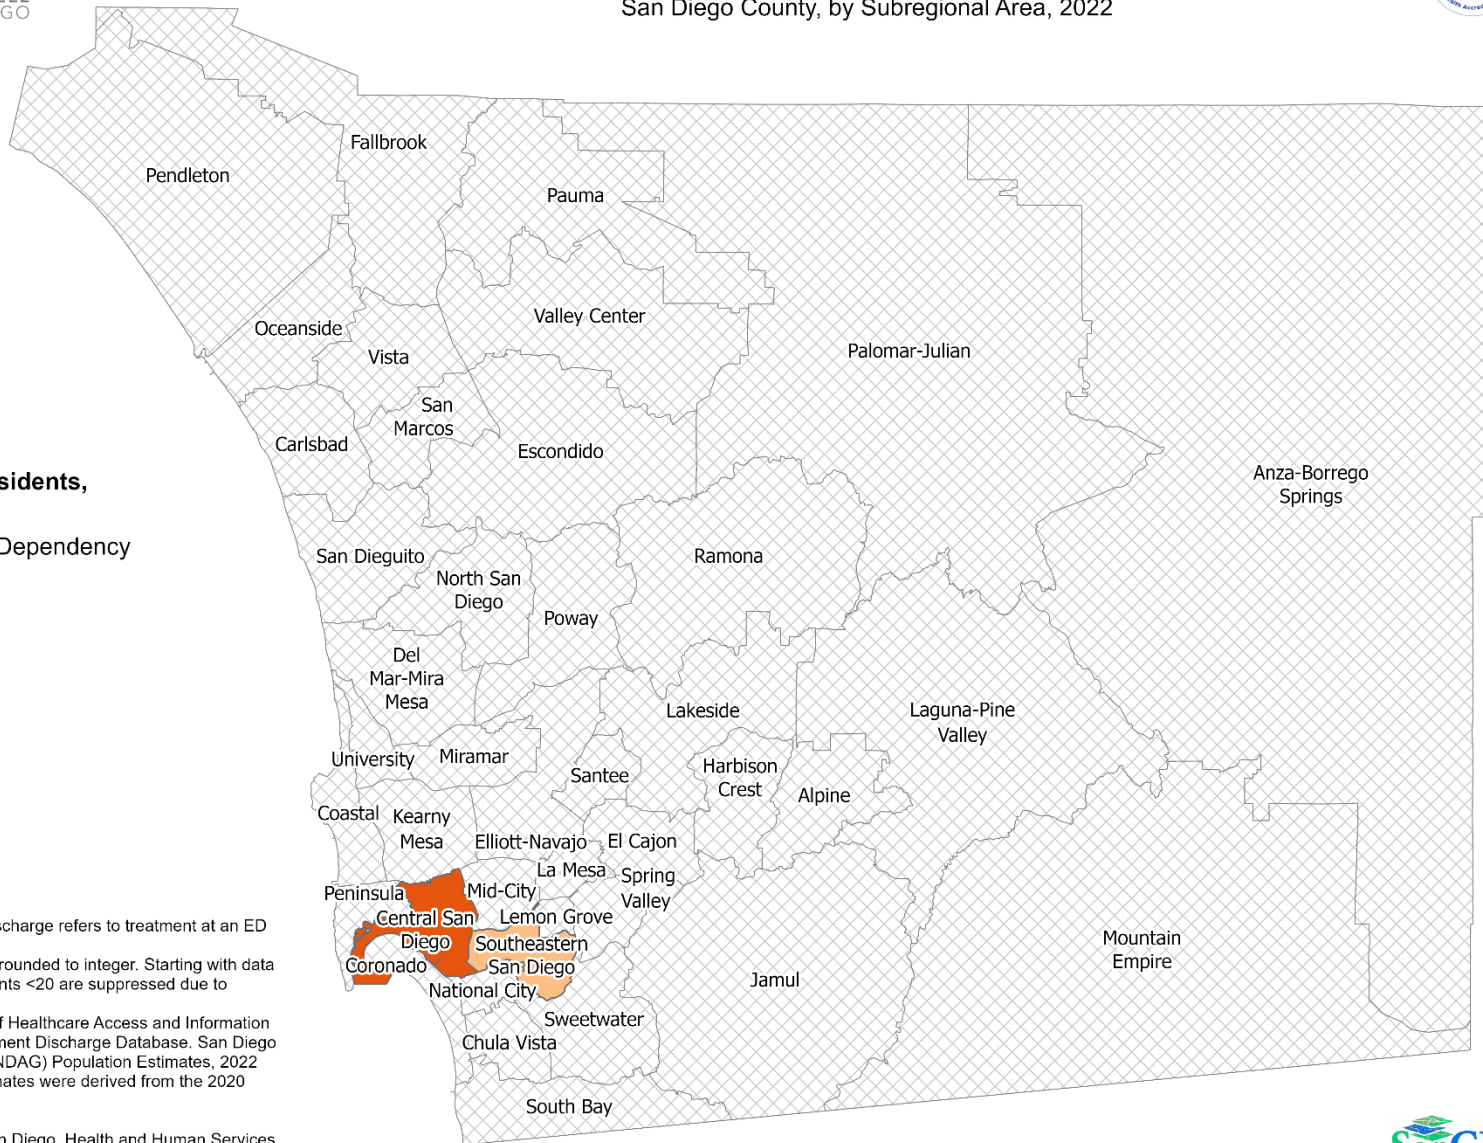 GO
San Diego County, by Subregional Area, 2022
Fallbrook
Pendleton
Pauma
Oceanside
Valley Center
Vista
Palomar-Julian
San
Marcos
Carlsbad
Escondido
Anza-Borrego
Springs
sidents,
Dependency
San Dieguito
North San
Diego
Ramona
Poway
Del
Mar-Mira
Mesa
Lakeside
Laguna-Pine
Valley
University
Miramar
Santee
Harbison
Crest
Alpine
Coastal
Kearny
Mesa
Elliott-Navajo
El Cajon
La Mesa
Spring
Valley
Peninsula
Mid-City
Central San
Diego
Lemon Grove
Southeastern
San Diego
Coronado
National City
Jamul
Mountain
Empire
Sweetwater
Chula Vista
South Bay
scharge refers to treatment at an ED
rounded to integer. Starting with data
nts <20 are suppressed due to
f Healthcare Access and Information
ment Discharge Database. San Diego
NDAG) Population Estimates, 2022
nates were derived from the 2020
n Diego, Health and Human Services